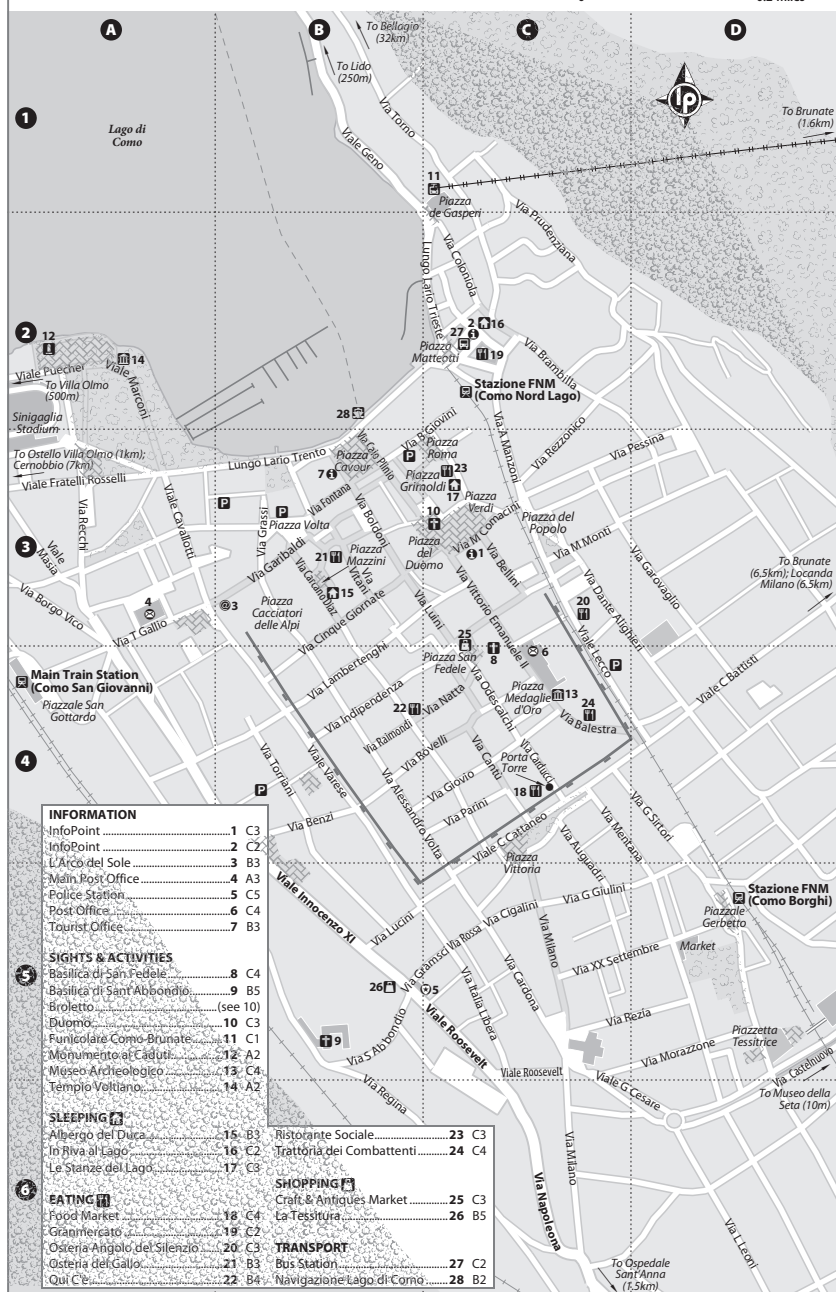 0.2 miles
A
B
C
D
To Bellagio
(32km)
To Lido
(250m)
Via Torno
lp
1
Lago di
Como
Viale Geno
To Brunate
(1.6km)
11
Piazza
de Gasperi
Via Prudenziana
Lungo Lario Trieste
Via Coloniola
2
12
14
Viale Puecher
Viale Marconi
To Villa Olmo
(500m)
Sinigaglia
Stadium
2
16
27
Piazza
Matteotti
19
Via Brambilla
Stazione FNM
(Como Nord Lago)
28
Via Rezzonico
Via A Manzoni
Via Pessina
To Ostello Villa Olmo (1km);
Cernobbio (7km)
Lungo Lario Trento
Viale Fratelli Rosselli
7
Piazza
Cavour
Via Caio Plinio
Via B Giovini
P
Piazza
Roma
23
Piazza
Grimoldi
17
Piazza
Verdi
10
Piazza
del
Duomo
Via M Comacini
Piazza del
Popolo
1
Via Bellini
Via M Monti
Via Garovaglio
3
Via Recchi
Viale Cavallotti
Viale
Masia
P
P
Piazza Volta
Via Grassi
Via Fontana
Via Boldoni
Via Garibaldi
21
Piazza
Mazzini
Via
Vitani
Via Cariano Diaz
15
Piazza
Cacciatori
delle Alpi
Via Cinque Giornate
Via Luini
Via Vittorio Emanuele II
20
Via Dante Alighieri
To Brunate
(6.5km); Locanda
Milano (6.5km)
Via Borgo Vico
4
Via T Gallio
3
25
Piazza San
Fedele
8
6
Viale Lecco
P
Viale C Battisti
Main Train Station
(Como San Giovanni)
Piazzale San
Gottardo
Via Lambertenghi
Via Indipendenza
22
Via Natta
Via Raimondi
Via Rovelli
Via Odescalchi
Piazza
Medaglie
d'Oro
13
24
Via Balestra
4
Via Torriani
Viale Varese
P
Via Benzi
Via Alessandro Volta
Via Giovio
Via Parini
Via Cantù
Via Carducci
Porta
Torre
18
Viale C Cattaneo
Piazza
Vittoria
Via Auguadri
Via Mentana
Via G Sirtori
Stazione FNM
(Como Borghi)
Piazzale
Gerbetto
Market
Viale Innocenzo XI
Via Lucini
Via Gramsci
Via Rossa
Via Cigalini
Via G Giulini
Via Milano
Via XX Settembre
5
26
5
Via Italia Libera
Via Cardona
Viale Roosevelt
Via Rezia
Piazzetta
Tessitrice
9
Via S Abbondio
Via Regina
Viale Roosevelt
Via Morazzone
Viale G Cesare
Via Castelnuovo
To Museo della
Seta (10m)
6
Via Napoleona
Via Milano
Via L Leoni
To Ospedale
Sant'Anna
(1.5km)
INFORMATION
InfoPoint 1 C3
InfoPoint 2 C2
L'Arco del Sole 3 B3
Main Post Office 4 A3
Police Station 5 C5
Post Office 6 C4
Tourist Office 7 B3
SIGHTS & ACTIVITIES
Basilica di San Fedele 8 C4
Basilica di Sant'Abbondio 9 B5
Broletto (see 10)
Duomo 10 C3
Funicolare Como-Brunate 11 C1
Monumento ai Caduti 12 A2
Museo Archeologico 13 C4
Tempio Voltiano 14 A2
SLEEPING
Albergo del Duca 15 B3
In Riva al Lago 16 C2
Le Stanze del Lago 17 C3
EATING
Food Market 18 C4
Granmercato 19 C2
Osteria Angolo del Silenzio 20 C3
Osteria del Gallo 21 B3
Qui C'è 22 B4
Ristorante Sociale 23 C3
Trattoria dei Combattenti 24 C4
SHOPPING
Craft & Antiques Market 25 C3
La Tessitura 26 B5
TRANSPORT
Bus Station 27 C2
Navigazione Lago di Como 28 B2